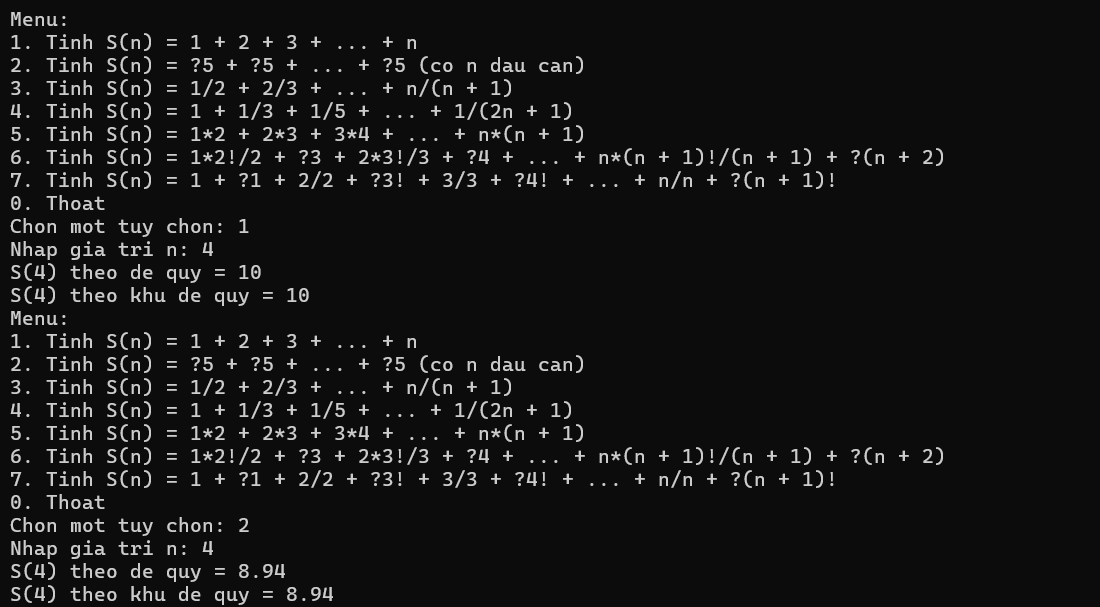 Menu:
1. Tinh S(n) = 1 + 2 + 3 + ... + n
2. Tinh S(n) = ?5 + ?5 + ... + ?5 (co n dau can)
3. Tinh S(n) = 1/2 + 2/3 + ... + n/(n + 1)
4. Tinh S(n) = 1 + 1/3 + 1/5 + ... + 1/(2n + 1)
5. Tinh S(n) = 1*2 + 2*3 + 3*4 + ... + n*(n + 1)
6. Tinh S(n) = 1*2!/2 + ?3 + 2*3!/3 + ?4 + ... + n*(n + 1)!/(n + 1) + ?(n + 2)
7. Tinh S(n) = 1 + ?1 + 2/2 + ?3! + 3/3 + ?4! + ... + n/n + ?(n + 1)!
0. Thoat
Chon mot tuy chon: 1
Nhap gia tri n: 4
S(4) theo de quy = 10
S(4) theo khu de quy = 10
Menu:
1. Tinh S(n) = 1 + 2 + 3 + ... + n
2. Tinh S(n) = ?5 + ?5 + ... + ?5 (co n dau can)
3. Tinh S(n) = 1/2 + 2/3 + ... + n/(n + 1)
4. Tinh S(n) = 1 + 1/3 + 1/5 + ... + 1/(2n + 1)
5. Tinh S(n) = 1*2 + 2*3 + 3*4 + ... + n*(n + 1)
6. Tinh S(n) = 1*2!/2 + ?3 + 2*3!/3 + ?4 + ... + n*(n + 1)!/(n + 1) + ?(n + 2)
7. Tinh S(n) = 1 + ?1 + 2/2 + ?3! + 3/3 + ?4! + ... + n/n + ?(n + 1)!
0. Thoat
Chon mot tuy chon: 2
Nhap gia tri n: 4
S(4) theo de quy = 8.94
S(4) theo khu de quy = 8.94